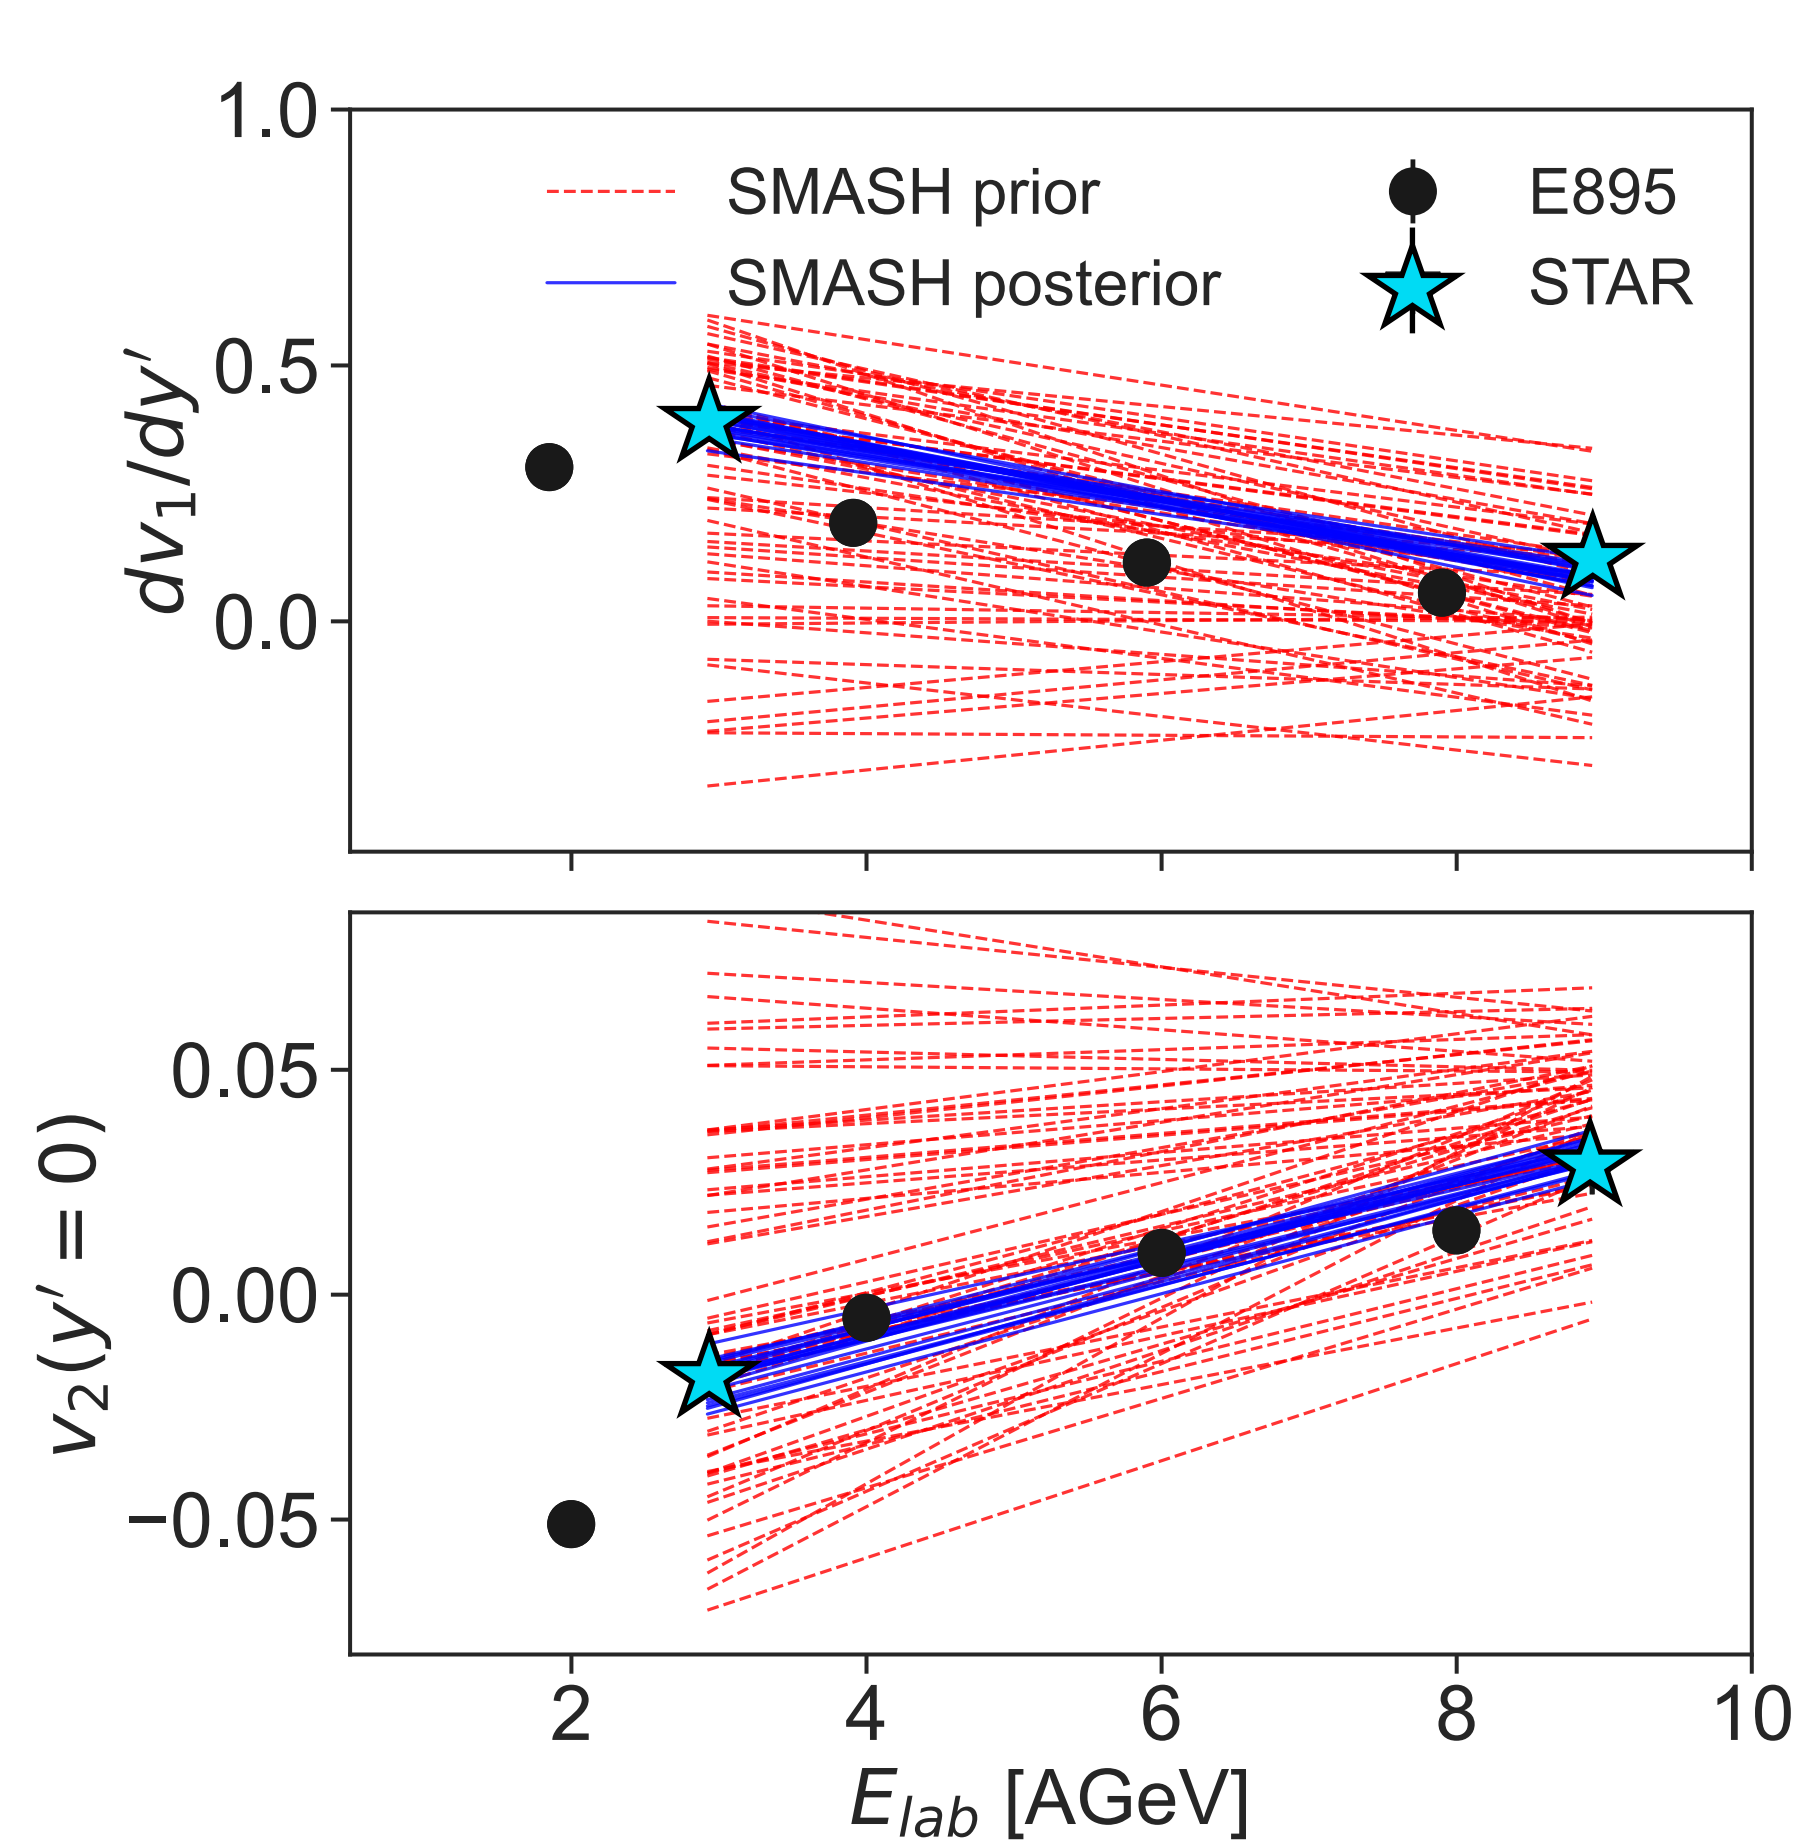 1.0
SMASH prior
E895
SMASH posterior
STAR
0.5
0.0
dv₁/dy′
0.05
0.00
−0.05
v₂(y′ = 0)
2 4 6 8 10
E_lab [AGeV]